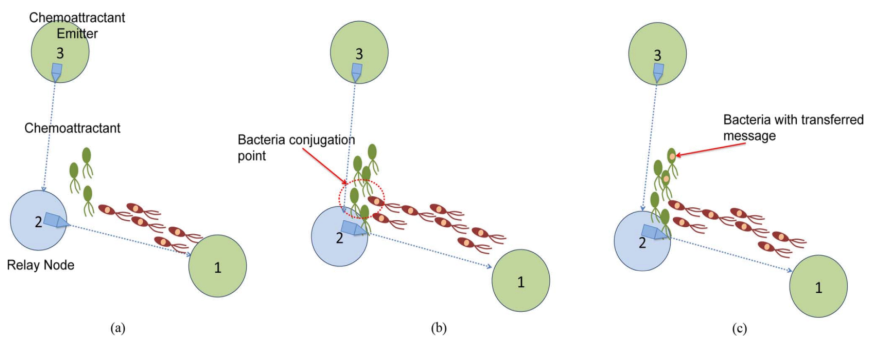 Chemoattractant
Emitter
3
Chemoattractant
2
Relay Node
1
(a)
3
Bacteria conjugation
point
2
1
(b)
3
Bacteria with transferred
message
2
1
(c)